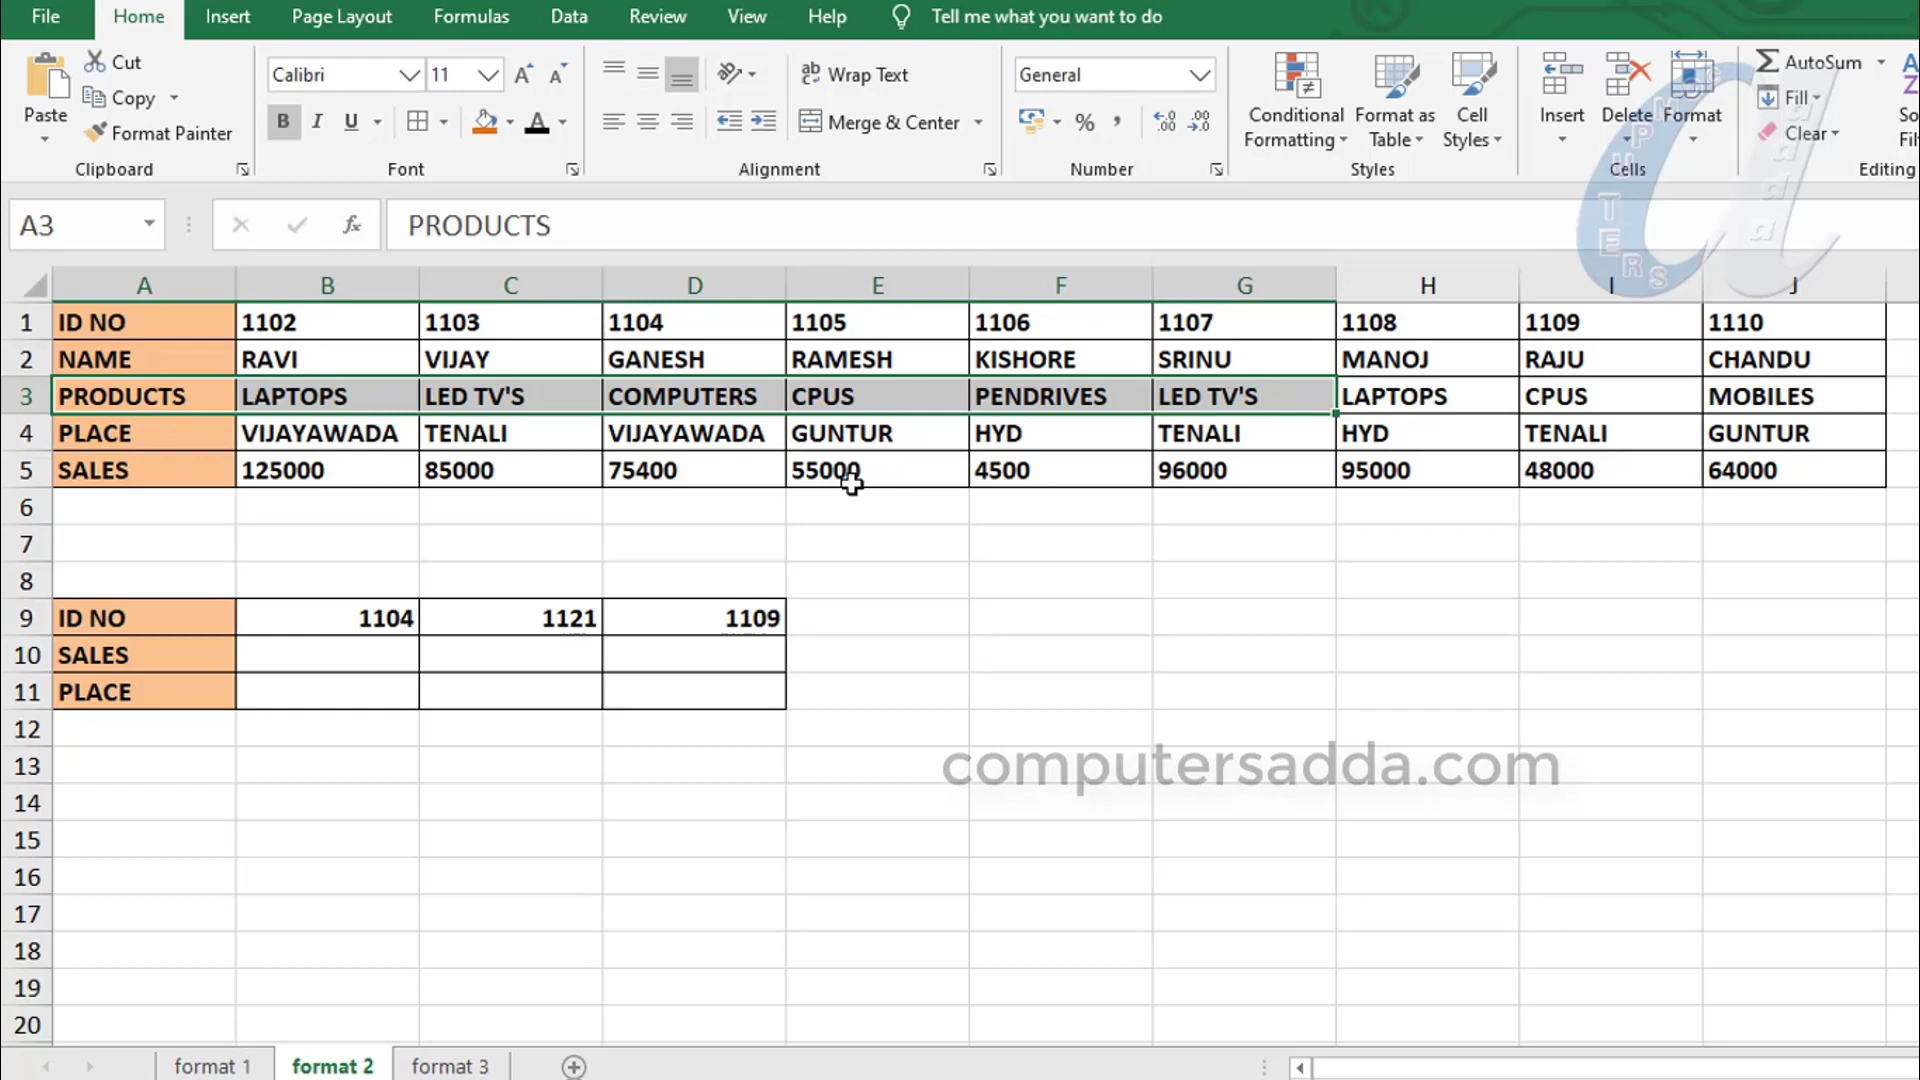 File Home Insert Page Layout Formulas Data Review View Help Tell me what you want to do
Cut
Copy
Format Painter
Paste
Clipboard
Calibri 11
B I U
Font
Wrap Text
Merge & Center
Alignment
General
%
Number
Conditional Formatting
Format as Table
Cell Styles
Styles
Insert Delete Format
Cells
AutoSum
Fill
Clear
Editing
A3 fx PRODUCTS
A B C D E F G H I J
1 ID NO 1102 1103 1104 1105 1106 1107 1108 1109 1110
2 NAME RAVI VIJAY GANESH RAMESH KISHORE SRINU MANOJ RAJU CHANDU
3 PRODUCTS LAPTOPS LED TV'S COMPUTERS CPUS PENDRIVES LED TV'S LAPTOPS CPUS MOBILES
4 PLACE VIJAYAWADA TENALI VIJAYAWADA GUNTUR HYD TENALI HYD TENALI GUNTUR
5 SALES 125000 85000 75400 55000 4500 96000 95000 48000 64000
6
7
8
9 ID NO 1104 1121 1109
10 SALES
11 PLACE
12
13
computersadda.com
14
15
16
17
18
19
20
format 1 format 2 format 3